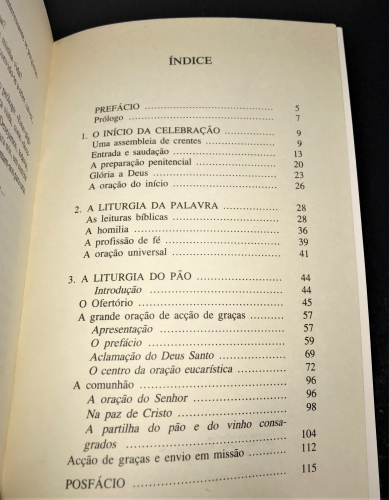 ÍNDICE
PREFÁCIO ........ 5
Prólogo ........ 7
1. O INÍCIO DA CELEBRAÇÃO ........ 9
Uma assembleia de crentes ........ 9
Entrada e saudação ........ 13
A preparação penitencial ........ 20
Glória a Deus ........ 23
A oração do início ........ 26
2. A LITURGIA DA PALAVRA ........ 28
As leituras bíblicas ........ 28
A homilia ........ 36
A profissão de fé ........ 39
A oração universal ........ 41
3. A LITURGIA DO PÃO ........ 44
Introdução ........ 44
O Ofertório ........ 45
A grande oração de acção de graças ........ 57
Apresentação ........ 57
O prefácio ........ 59
Aclamação do Deus Santo ........ 69
O centro da oração eucarística ........ 72
A comunhão ........ 96
A oração do Senhor ........ 96
Na paz de Cristo ........ 98
A partilha do pão e do vinho consa-
grados ........ 104
Acção de graças e envio em missão ........ 112
POSFÁCIO ........ 115